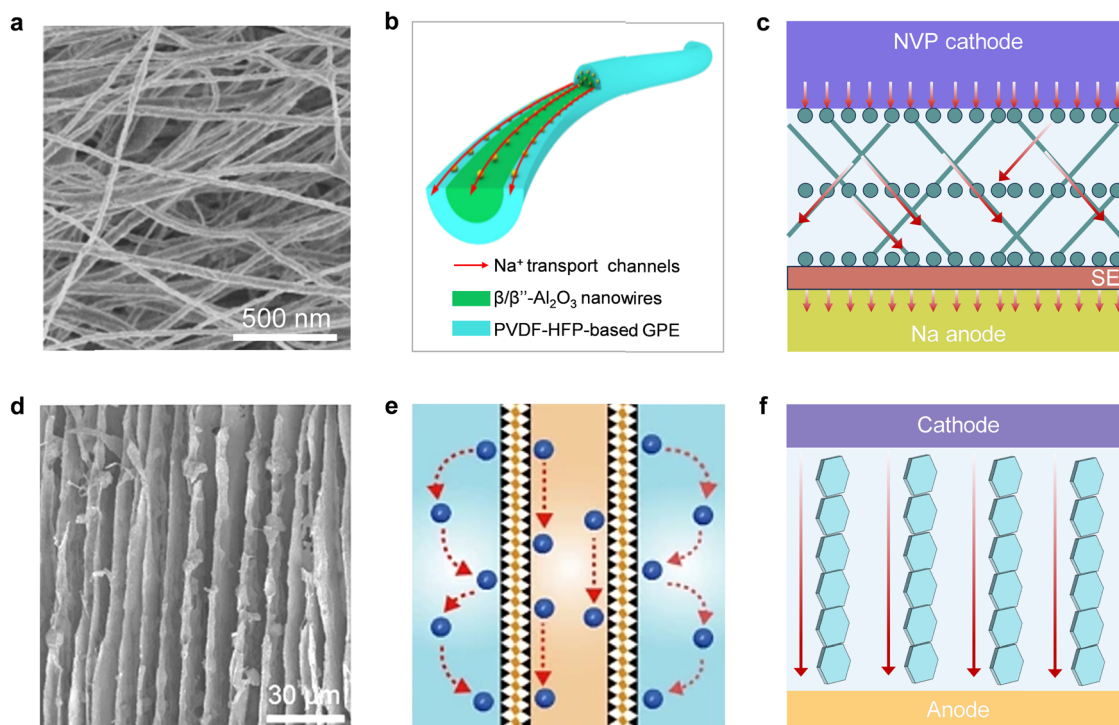 a
500 nm
b
Na⁺ transport channels
β/β’’-Al₂O₃ nanowires
PVDF-HFP-based GPE
c
NVP cathode
SE
Na anode
d
30 μm
e
f
Cathode
Anode